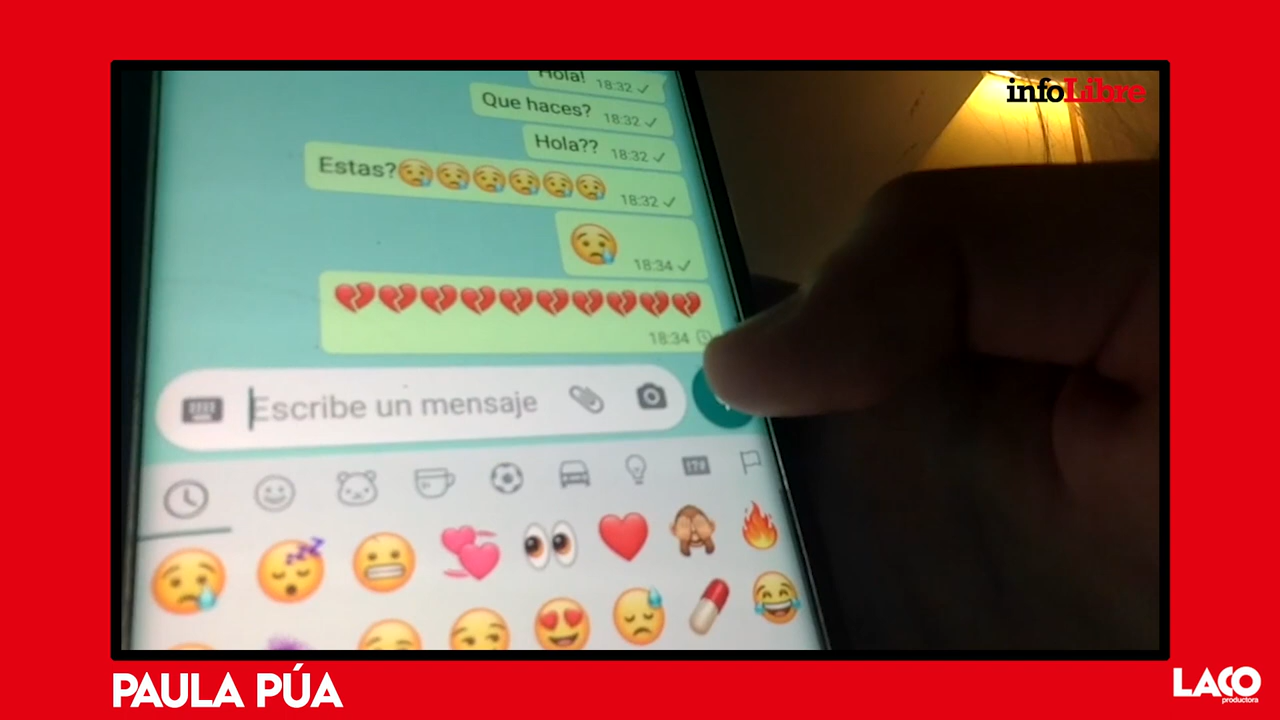 infoLibre
Hola! 18:32
Que haces? 18:32
Hola?? 18:32
Estas?😢😢😢😢😢😢 18:32
😢 18:34
💔💔💔💔💔💔💔💔💔
18:34
Escribe un mensaje
PAULA PÚA
LACO
productora